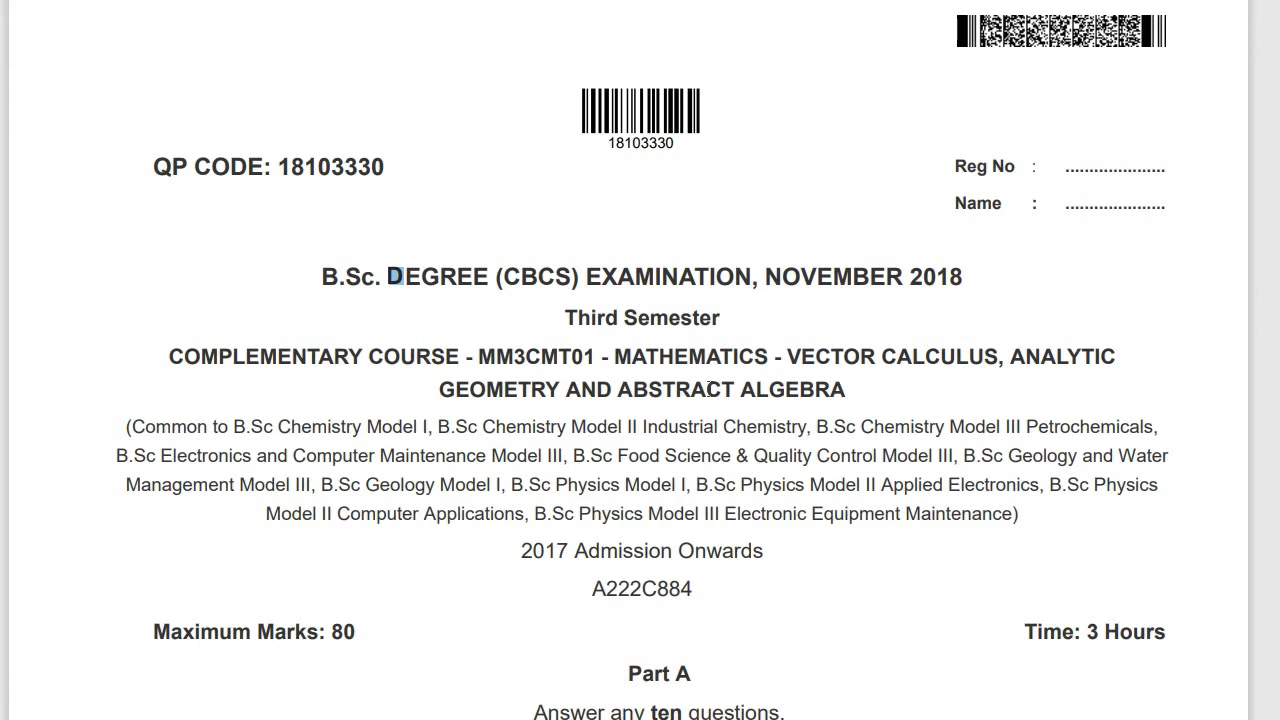 18103330
QP CODE: 18103330
Reg No : .....................
Name : .....................
B.Sc. DEGREE (CBCS) EXAMINATION, NOVEMBER 2018
Third Semester
COMPLEMENTARY COURSE - MM3CMT01 - MATHEMATICS - VECTOR CALCULUS, ANALYTIC
GEOMETRY AND ABSTRACT ALGEBRA
(Common to B.Sc Chemistry Model I, B.Sc Chemistry Model II Industrial Chemistry, B.Sc Chemistry Model III Petrochemicals,
B.Sc Electronics and Computer Maintenance Model III, B.Sc Food Science & Quality Control Model III, B.Sc Geology and Water
Management Model III, B.Sc Geology Model I, B.Sc Physics Model I, B.Sc Physics Model II Applied Electronics, B.Sc Physics
Model II Computer Applications, B.Sc Physics Model III Electronic Equipment Maintenance)
2017 Admission Onwards
A222C884
Maximum Marks: 80
Time: 3 Hours
Part A
Answer any ten questions.